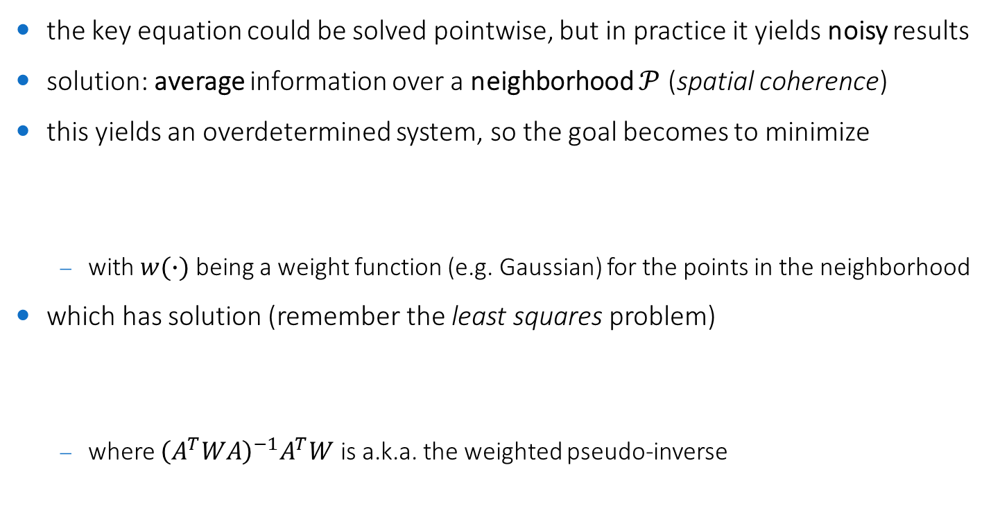 • the key equation could be solved pointwise, but in practice it yields noisy results
• solution: average information over a neighborhood 𝒫 (spatial coherence)
• this yields an overdetermined system, so the goal becomes to minimize
– with w(·) being a weight function (e.g. Gaussian) for the points in the neighborhood
• which has solution (remember the least squares problem)
– where (AᵀWA)⁻¹AᵀW is a.k.a. the weighted pseudo-inverse